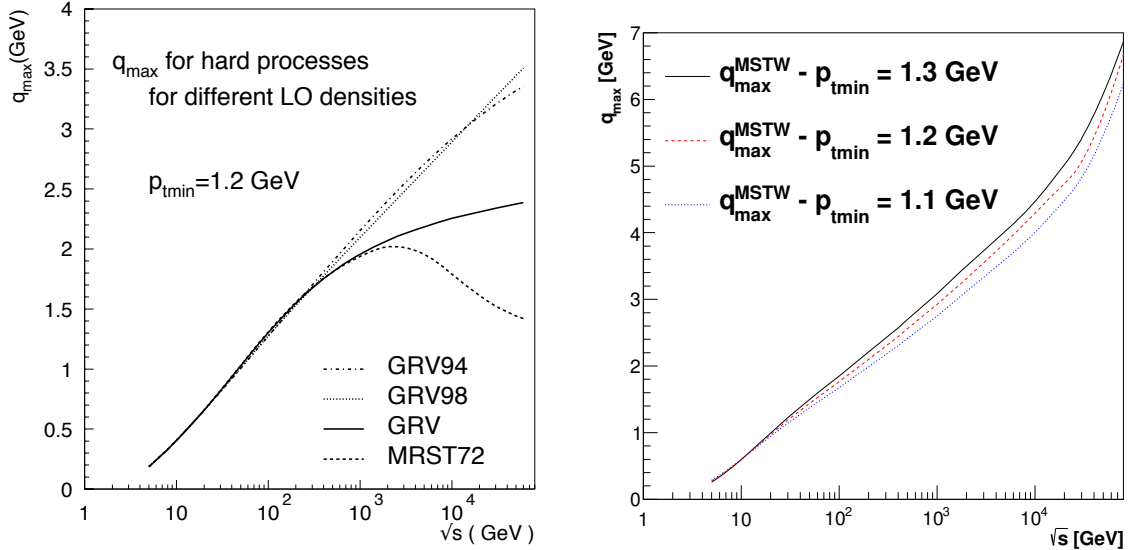 q_max(GeV)
4
3.5
3
2.5
2
1.5
1
0.5
0
q_max for hard processes
for different LO densities
p_tmin=1.2 GeV
GRV94
GRV98
GRV
MRST72
1 10 10^2 10^3 10^4
√s ( GeV )
q_max [GeV]
7
6
5
4
3
2
1
0
q_max^MSTW - p_tmin = 1.3 GeV
q_max^MSTW - p_tmin = 1.2 GeV
q_max^MSTW - p_tmin = 1.1 GeV
1 10 10^2 10^3 10^4
√s [GeV]